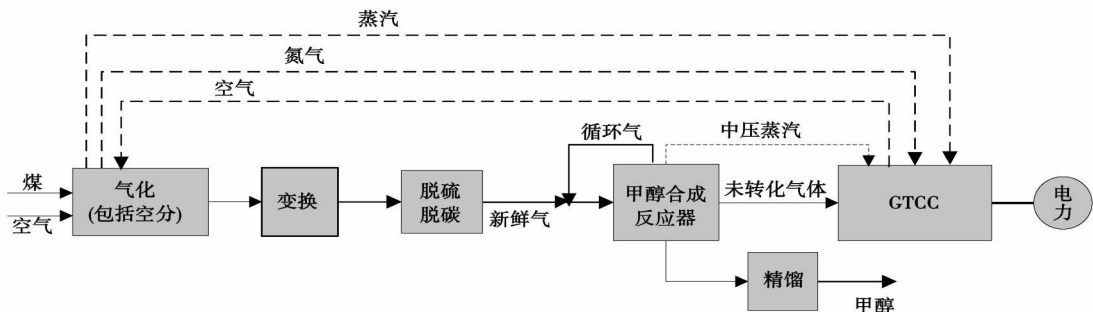 蒸汽
氮气
空气
循环气
中压蒸汽
煤
空气
气化
(包括空分)
变换
脱硫
脱碳
新鲜气
甲醇合成
反应器
未转化气体
GTCC
电
力
精馏
甲醇